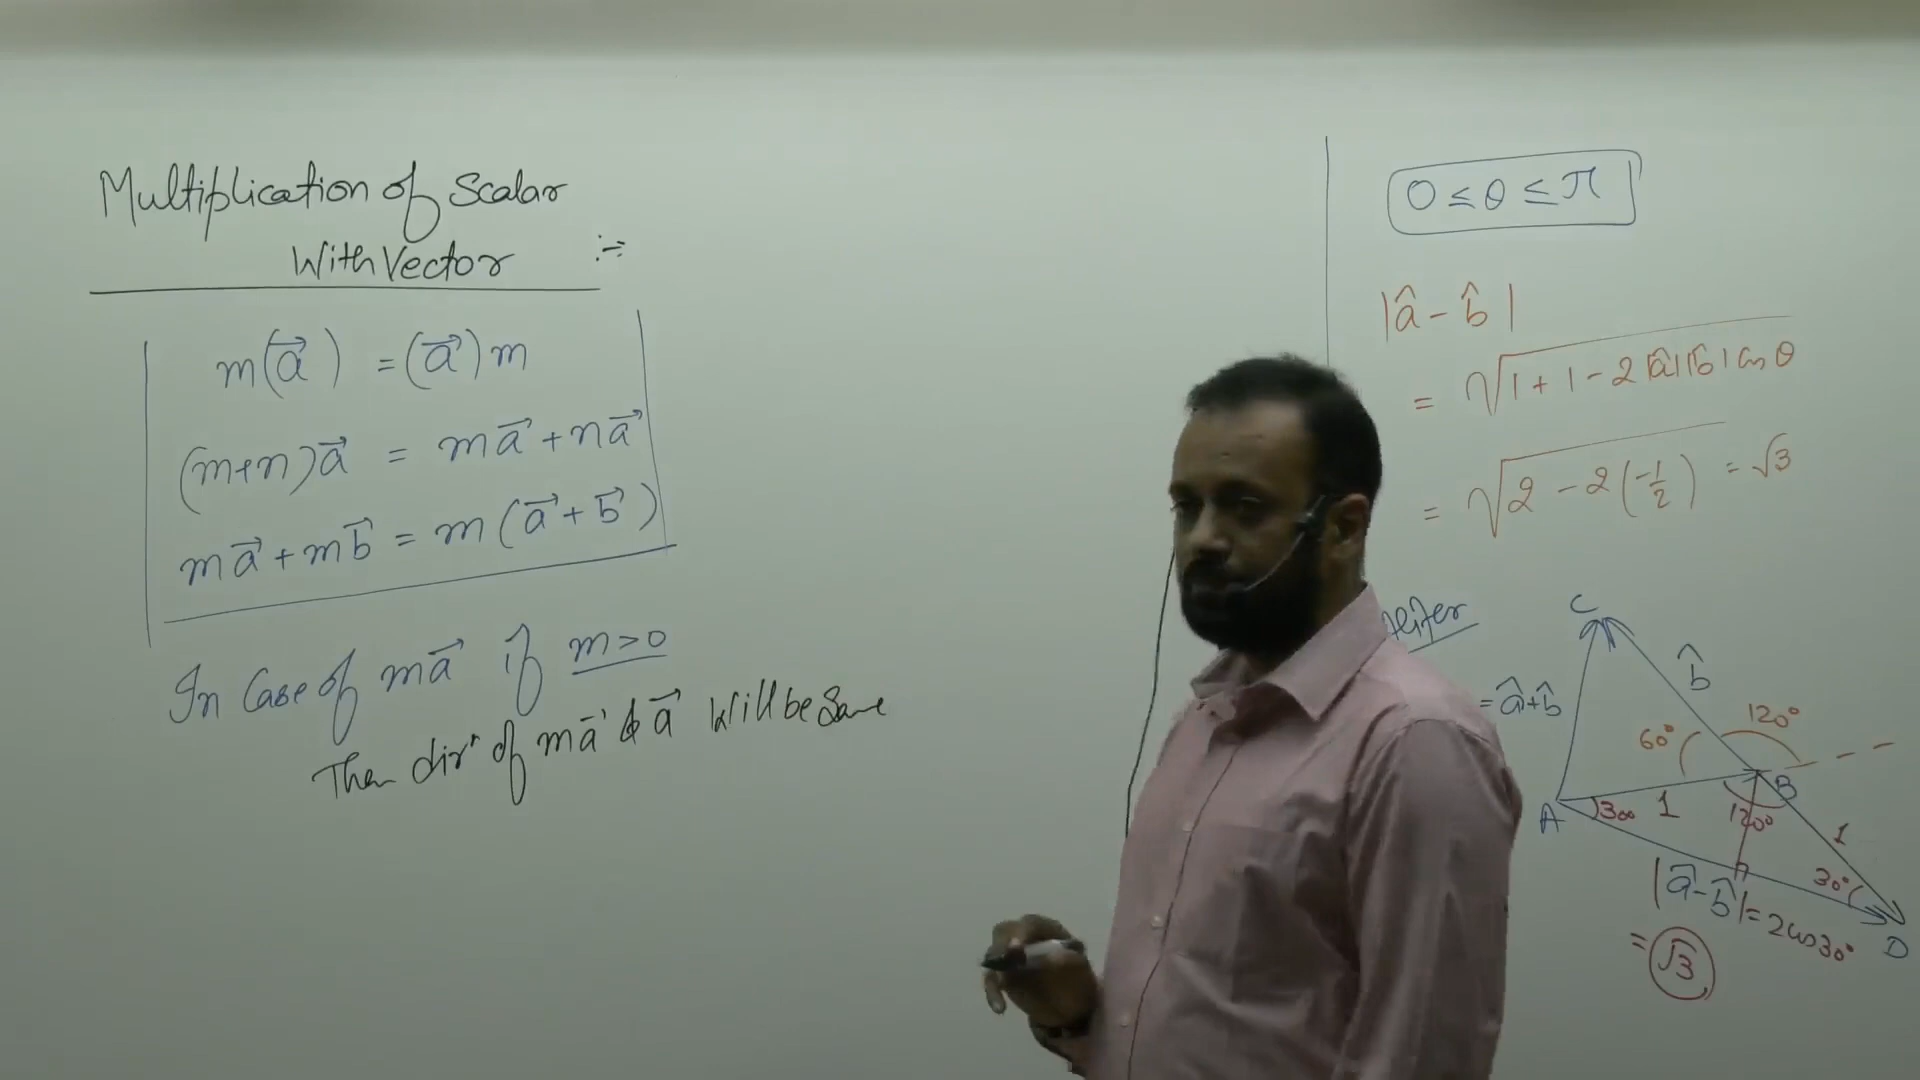 Multiplication of Scalar
With Vector :-
m(a⃗) = (a⃗)m
(m+n)a⃗ = ma⃗ + na⃗
ma⃗ + mb⃗ = m(a⃗ + b⃗)
In Case of ma⃗ if m>0
Then dirⁿ of ma⃗ & a⃗ Will be Same
0 ≤ θ ≤ π
|â - b̂|
= √1 + 1 - 2|â||b̂| cos θ
= √2 - 2(-1/2) = √3
C
b̂
= â+b̂
120°
60°
A
B
30°
1
120°
1
|a⃗ - b̂| = 2cos30°
30°
D
= √3